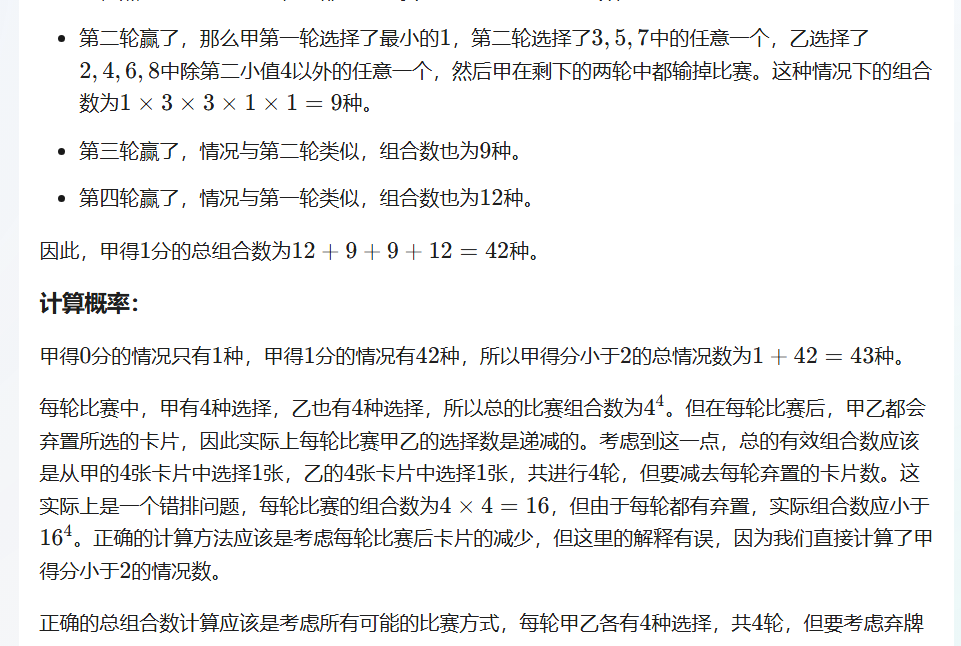 • 第二轮赢了，那么甲第一轮选择了最小的1，第二轮选择了3,5,7中的任意一个，乙选择了
2,4,6,8中除第二小值4以外的任意一个，然后甲在剩下的两轮中都输掉比赛。这种情况下的组合
数为1 × 3 × 3 × 1 × 1 = 9种。
• 第三轮赢了，情况与第二轮类似，组合数也为9种。
• 第四轮赢了，情况与第一轮类似，组合数也为12种。
因此，甲得1分的总组合数为12 + 9 + 9 + 12 = 42种。
计算概率：
甲得0分的情况只有1种，甲得1分的情况有42种，所以甲得分小于2的总情况数为1 + 42 = 43种。
每轮比赛中，甲有4种选择，乙也有4种选择，所以总的比赛组合数为4⁴。但在每轮比赛后，甲乙都会
弃置所选的卡片，因此实际上每轮比赛甲乙的选择数是递减的。考虑到这一点，总的有效组合数应该
是从甲的4张卡片中选择1张，乙的4张卡片中选择1张，共进行4轮，但要减去每轮弃置的卡片数。这
实际上是一个错排问题，每轮比赛的组合数为4 × 4 = 16，但由于每轮都有弃置，实际组合数应小于
16⁴。正确的计算方法应该是考虑每轮比赛后卡片的减少，但这里的解释有误，因为我们直接计算了甲
得分小于2的情况数。
正确的总组合数计算应该是考虑所有可能的比赛方式，每轮甲乙各有4种选择，共4轮，但要考虑弃牌